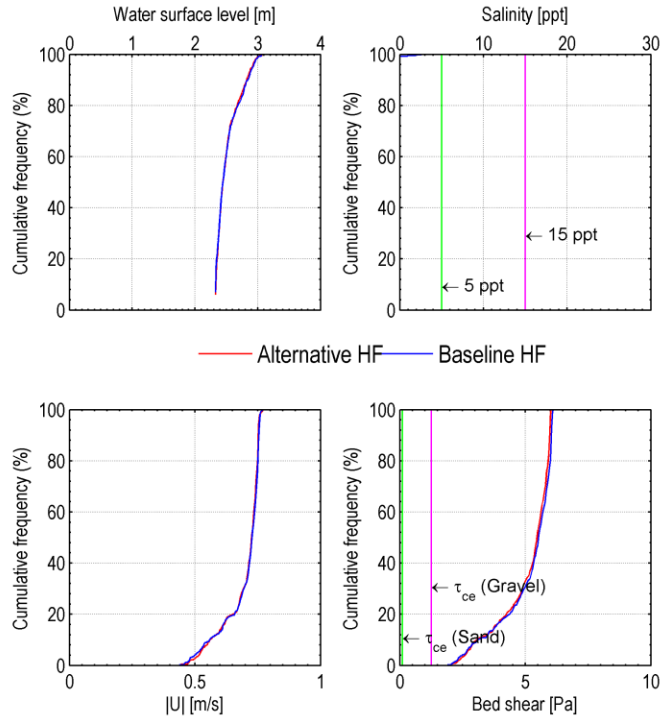 Water surface level [m]
Salinity [ppt]
0 1 2 3 4
0 10 20 30
Cumulative frequency (%)
100
80
60
40
20
0
Cumulative frequency (%)
100
80
60
40
20
0
← 15 ppt
← 5 ppt
Alternative HF
Baseline HF
Cumulative frequency (%)
100
80
60
40
20
0
0 0.5 1
|U| [m/s]
Cumulative frequency (%)
100
80
60
40
20
0
← τce (Gravel)
← τce (Sand)
0 5 10
Bed shear [Pa]